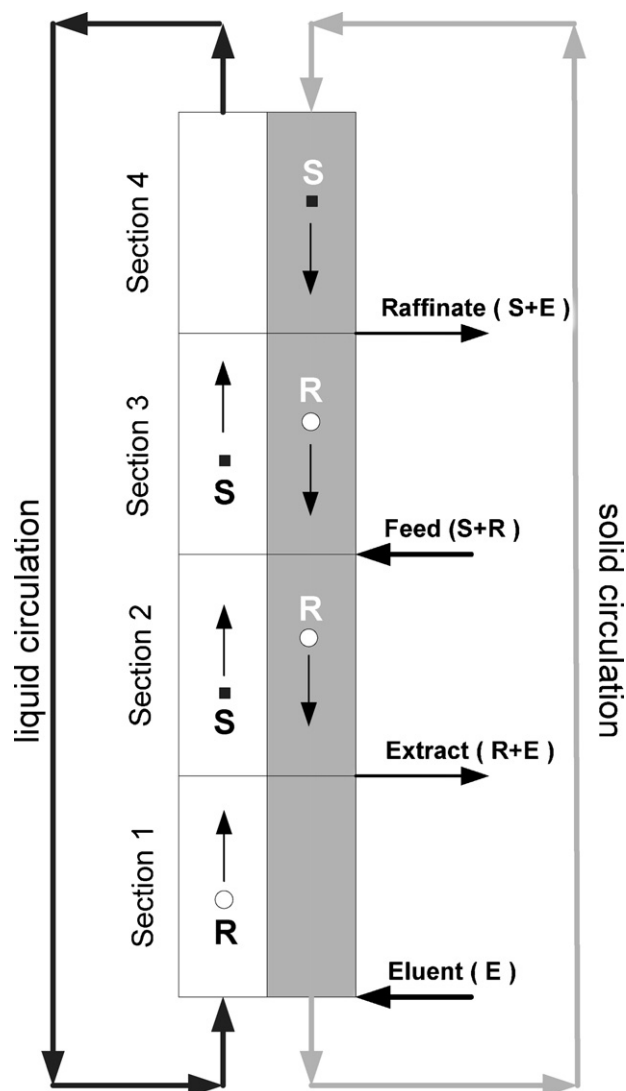 Section 4
S
Raffinate ( S+E )
Section 3
R
S
Feed (S+R )
Section 2
R
S
Extract ( R+E )
Section 1
R
Eluent ( E )
liquid circulation
solid circulation